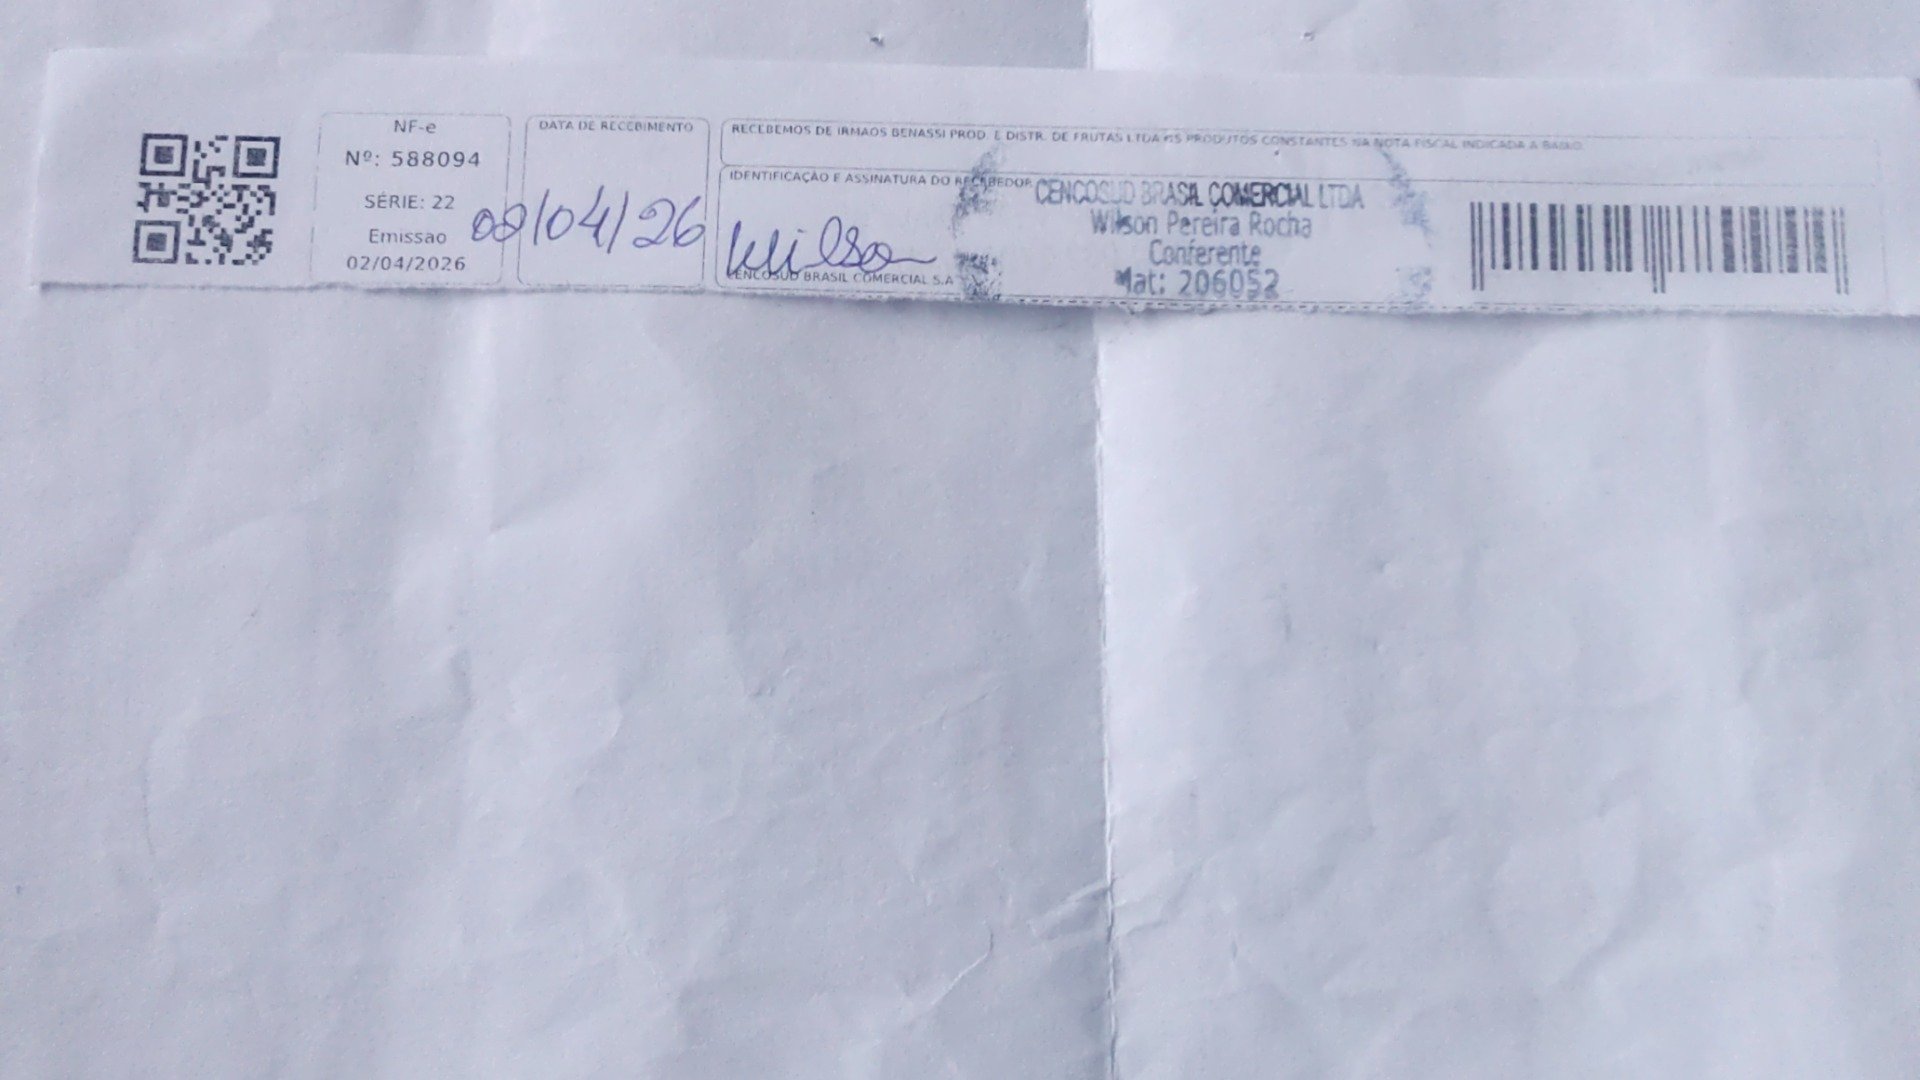 NF-e
Nº: 588094
SÉRIE: 22
Emissao
02/04/2026
DATA DE RECEBIMENTO
/04/26
RECEBEMOS DE IRMAOS BENASSI PROD. E DISTR. DE FRUTAS LTDA OS PRODUTOS CONSTANTES NA NOTA FISCAL INDICADA A BAIXO
IDENTIFICAÇÃO E ASSINATURA DO RECEBEDOR
Wilson
CENCOSUD BRASIL COMERCIAL S.A
CENCOSUD BRASIL COMERCIAL LTDA
Wilson Pereira Rocha
Conferente
Mat: 206052